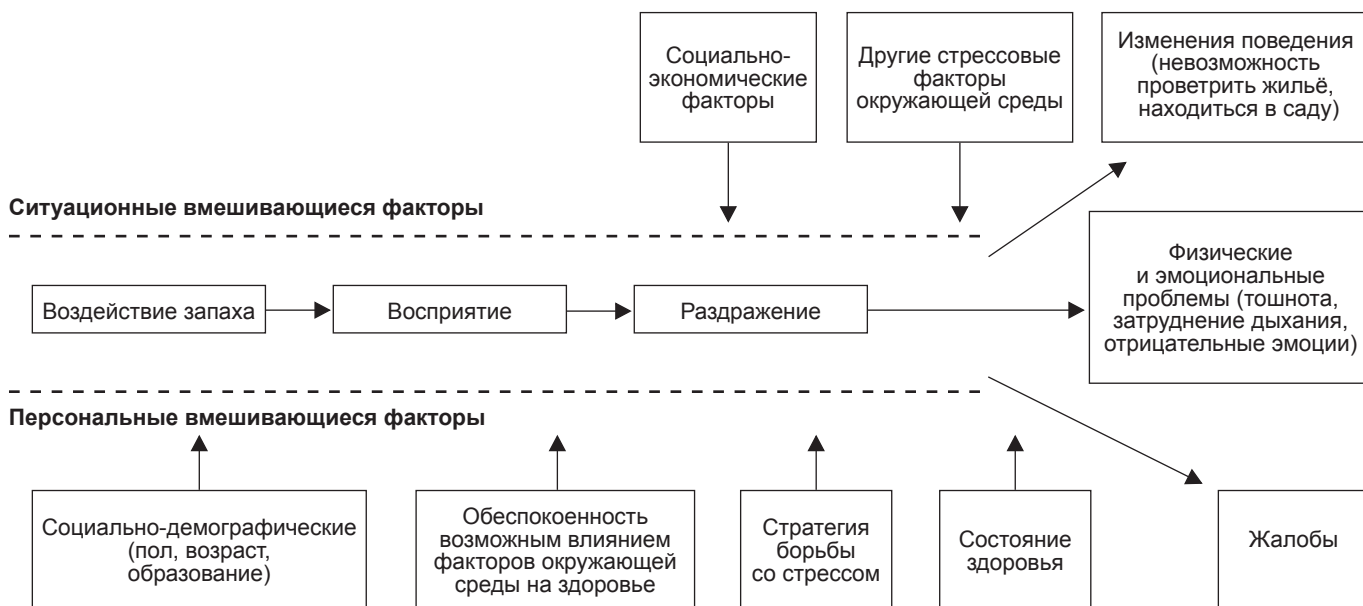 Социально-
экономические
факторы
Другие стрессовые
факторы
окружающей среды
Изменения поведения
(невозможность
проветрить жильё,
находиться в саду)
Ситуационные вмешивающиеся факторы
Воздействие запаха
Восприятие
Раздражение
Физические
и эмоциональные
проблемы (тошнота,
затруднение дыхания,
отрицательные эмоции)
Персональные вмешивающиеся факторы
Социально-демографические
(пол, возраст,
образование)
Обеспокоенность
возможным влиянием
факторов окружающей
среды на здоровье
Стратегия
борьбы
со стрессом
Состояние
здоровья
Жалобы